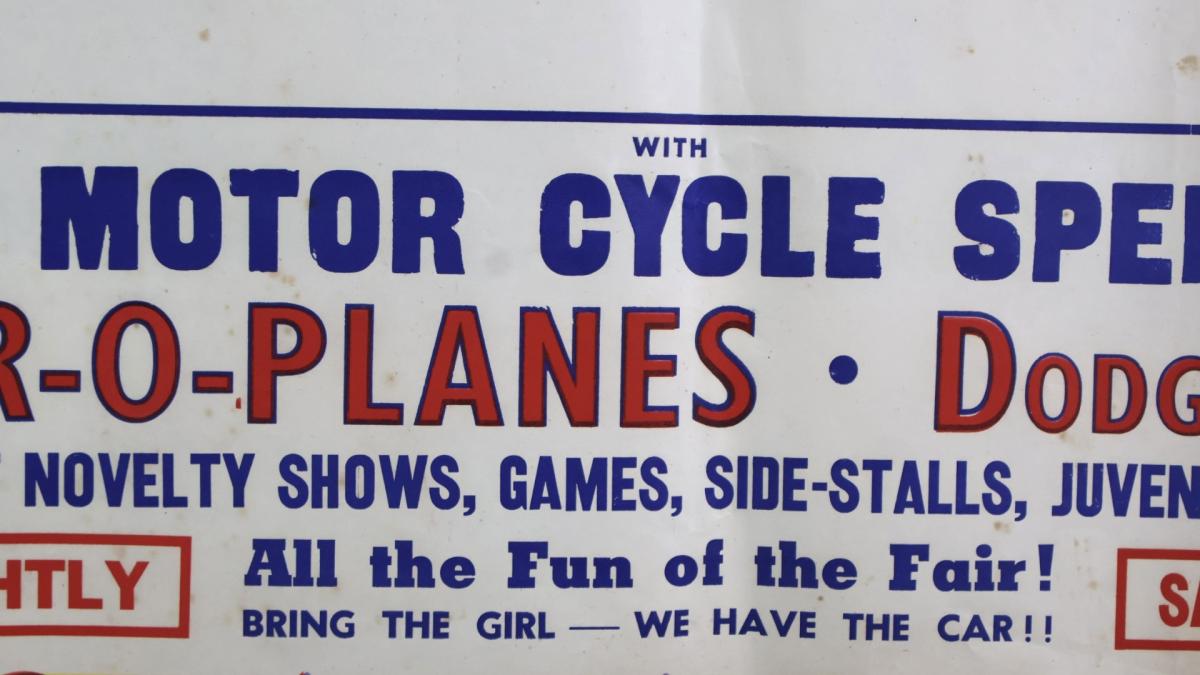 WITH
MOTOR CYCLE SPE
R-O-PLANES • DODG
NOVELTY SHOWS, GAMES, SIDE-STALLS, JUVEN
HTLY
All the Fun of the Fair!
BRING THE GIRL — WE HAVE THE CAR!!
SA